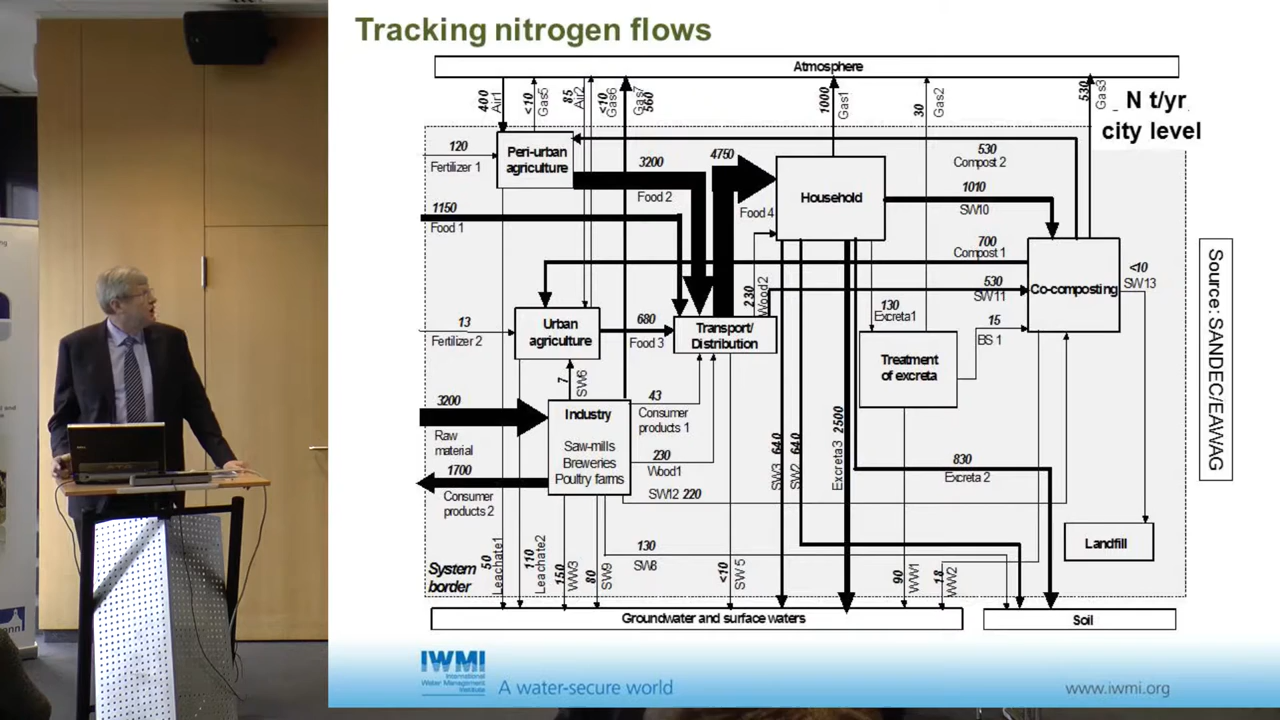 Tracking nitrogen flows
Atmosphere
400
Air1
<10
Gas5
85
Air2
<10
Gas6
Gas7
560
1000
Gas1
30
Gas2
530
Gas3
N t/yr
city level
120
Fertilizer 1
Peri-urban
agriculture
3200
Food 2
4750
Food 4
Household
530
Compost 2
1010
SW10
1150
Food 1
700
Compost 1
530
SW11
Co-composting
<10
SW13
230
Wood2
130
Excreta1
15
BS 1
13
Fertilizer 2
Urban
agriculture
680
Food 3
Transport/
Distribution
Treatment
of excreta
7
SW6
3200
Raw
material
Industry
Saw-mills
Breweries
Poultry farms
43
Consumer
products 1
230
Wood1
SW12 220
1700
Consumer
products 2
SW3 640
SW2 640
Excreta3 2500
830
Excreta 2
Landfill
System
border
50
Leachate1
110
Leachate2
150
WW3
80
SW9
130
SW8
<10
SW5
90
WW1
18
WW2
Groundwater and surface waters
Soil
Source: SANDEC/EAWAG
IWMI
International
Water Management
Institute
A water-secure world
www.iwmi.org